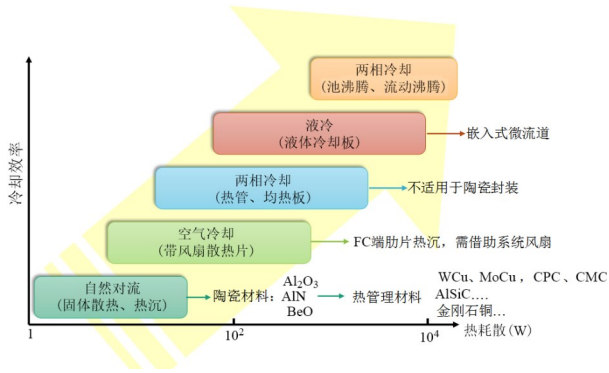 两相冷却
(池沸腾、流动沸腾)
液冷
(液体冷却板)
嵌入式微流道
两相冷却
(热管、均热板)
不适用于陶瓷封装
空气冷却
(带风扇散热片)
FC端肋片热沉，需借助系统风扇
自然对流
(固体散热、热沉)
陶瓷材料：
Al₂O₃
AlN
BeO
热管理材料
WCu、MoCu，CPC、CMC
AlSiC….
金刚石铜…
冷却效率
1
10²
10⁴
热耗散(W)